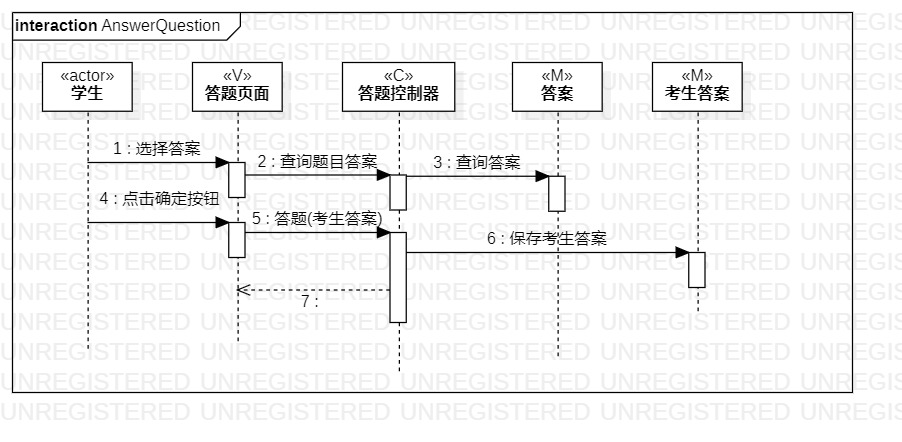 interaction AnswerQuestion
«actor»
学生
«V»
答题页面
«C»
答题控制器
«M»
答案
«M»
考生答案
1 : 选择答案
2 : 查询题目答案
3 : 查询答案
4 : 点击确定按钮
5 : 答题(考生答案)
6 : 保存考生答案
7 :
UNREGISTERED UNREGISTERED UNREGISTERED UNREGISTERED UNREGIS